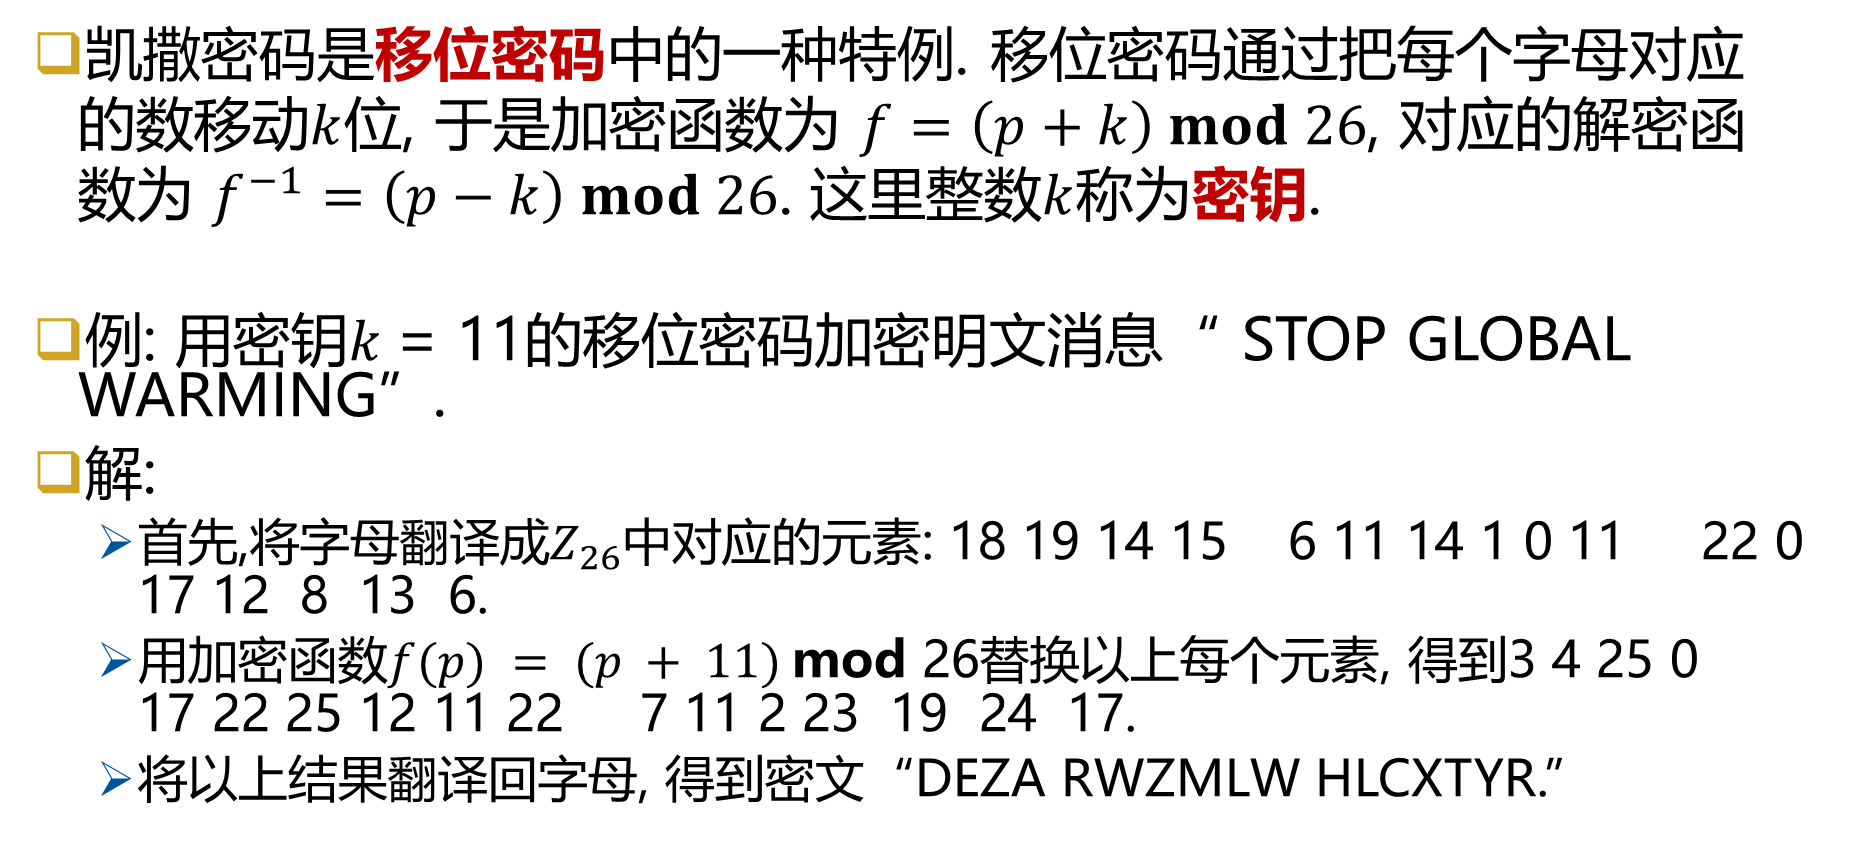 凯撒密码是移位密码中的一种特例. 移位密码通过把每个字母对应
的数移动k位, 于是加密函数为 f = (p + k) mod 26, 对应的解密函
数为 f⁻¹ = (p − k) mod 26. 这里整数k称为密钥.
例: 用密钥k = 11的移位密码加密明文消息 “ STOP GLOBAL
WARMING” .
解:
首先,将字母翻译成Z₂₆中对应的元素: 18 19 14 15 6 11 14 1 0 11 22 0
17 12 8 13 6.
用加密函数f(p) = (p + 11) mod 26替换以上每个元素, 得到3 4 25 0
17 22 25 12 11 22 7 11 2 23 19 24 17.
将以上结果翻译回字母, 得到密文 “DEZA RWZMLW HLCXTYR.”